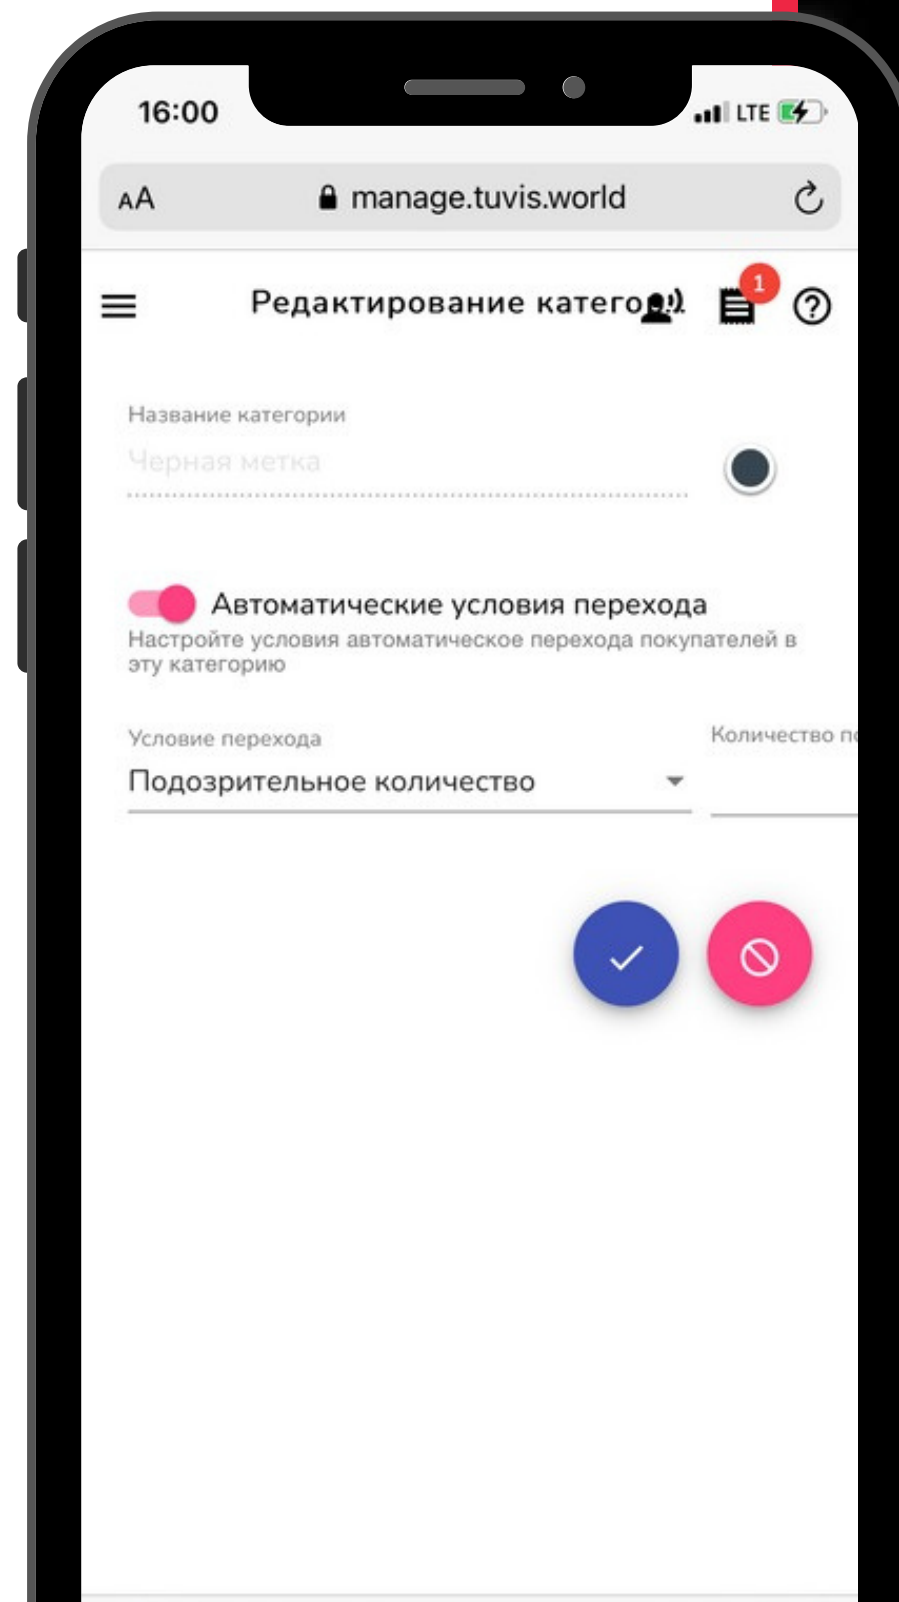 16:00
LTE
AA
manage.tuvis.world
Редактирование катего
1
Название категории
Черная метка
Автоматические условия перехода
Настройте условия автоматическое перехода покупателей в
эту категорию
Условие перехода
Количество
Подозрительное количество